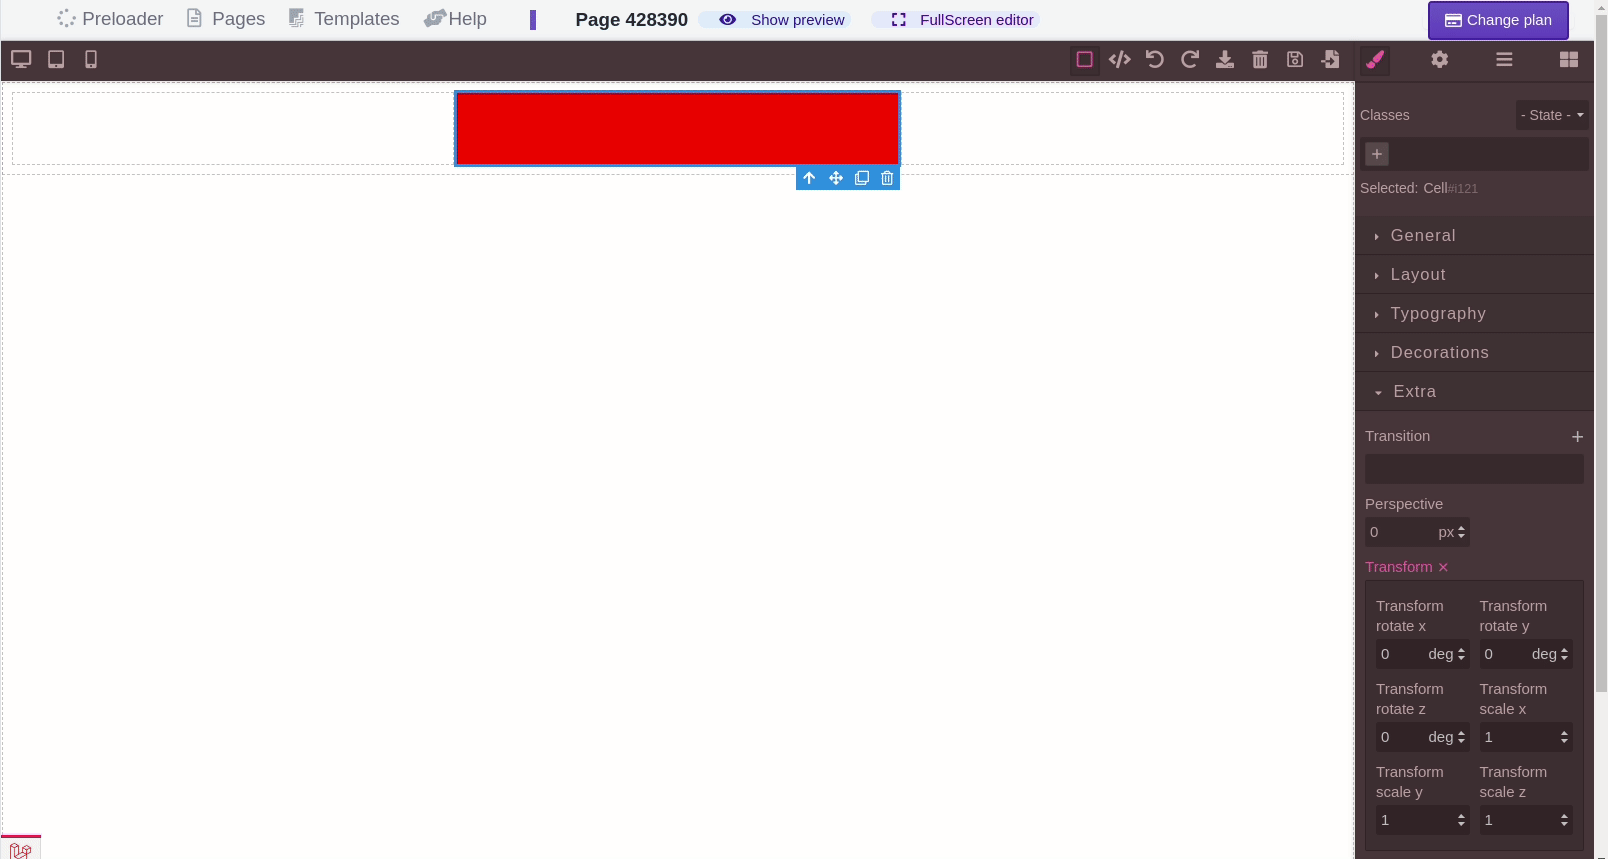 Preloader Pages Templates Help Page 428390 Show preview FullScreen editor Change plan
Classes - State -
+
Selected: Cell#i121
General
Layout
Typography
Decorations
Extra
Transition +
Perspective
0 px
Transform ×
Transform rotate x
Transform rotate y
0 deg
0 deg
Transform rotate z
Transform scale x
0 deg
1
Transform scale y
Transform scale z
1
1